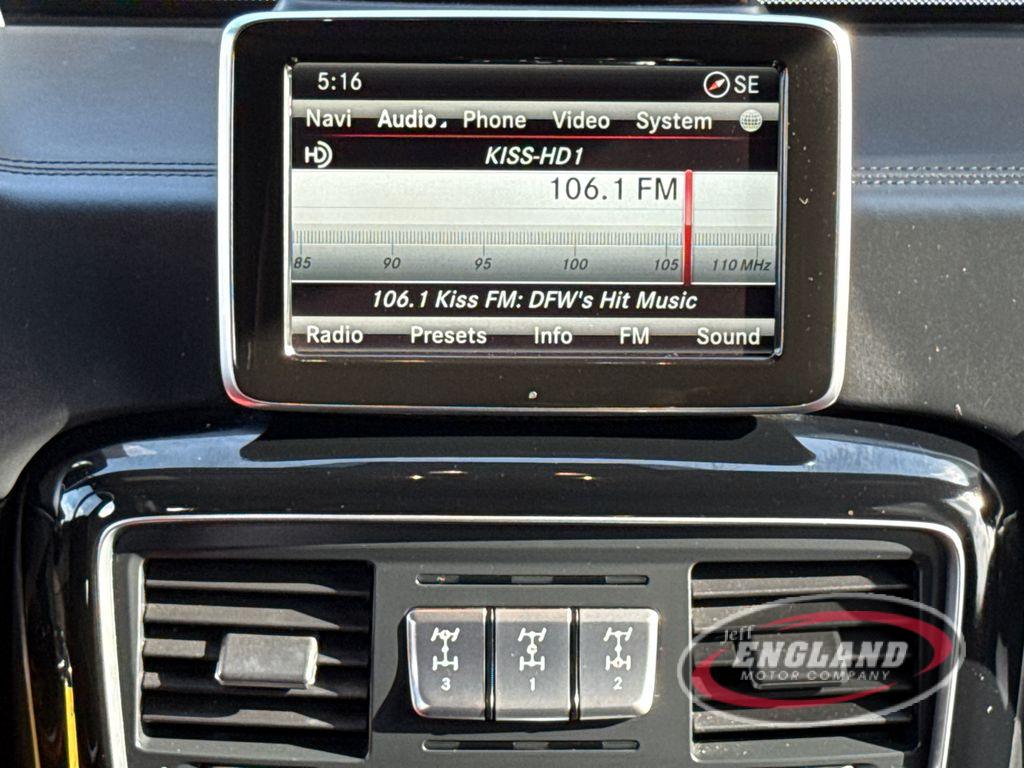 5:16 SE
Navi Audio Phone Video System
HD KISS-HD1
106.1 FM
85 90 95 100 105 110 MHz
106.1 Kiss FM: DFW's Hit Music
Radio Presets Info FM Sound
3 1 2
jeff
ENGLAND
MOTOR COMPANY